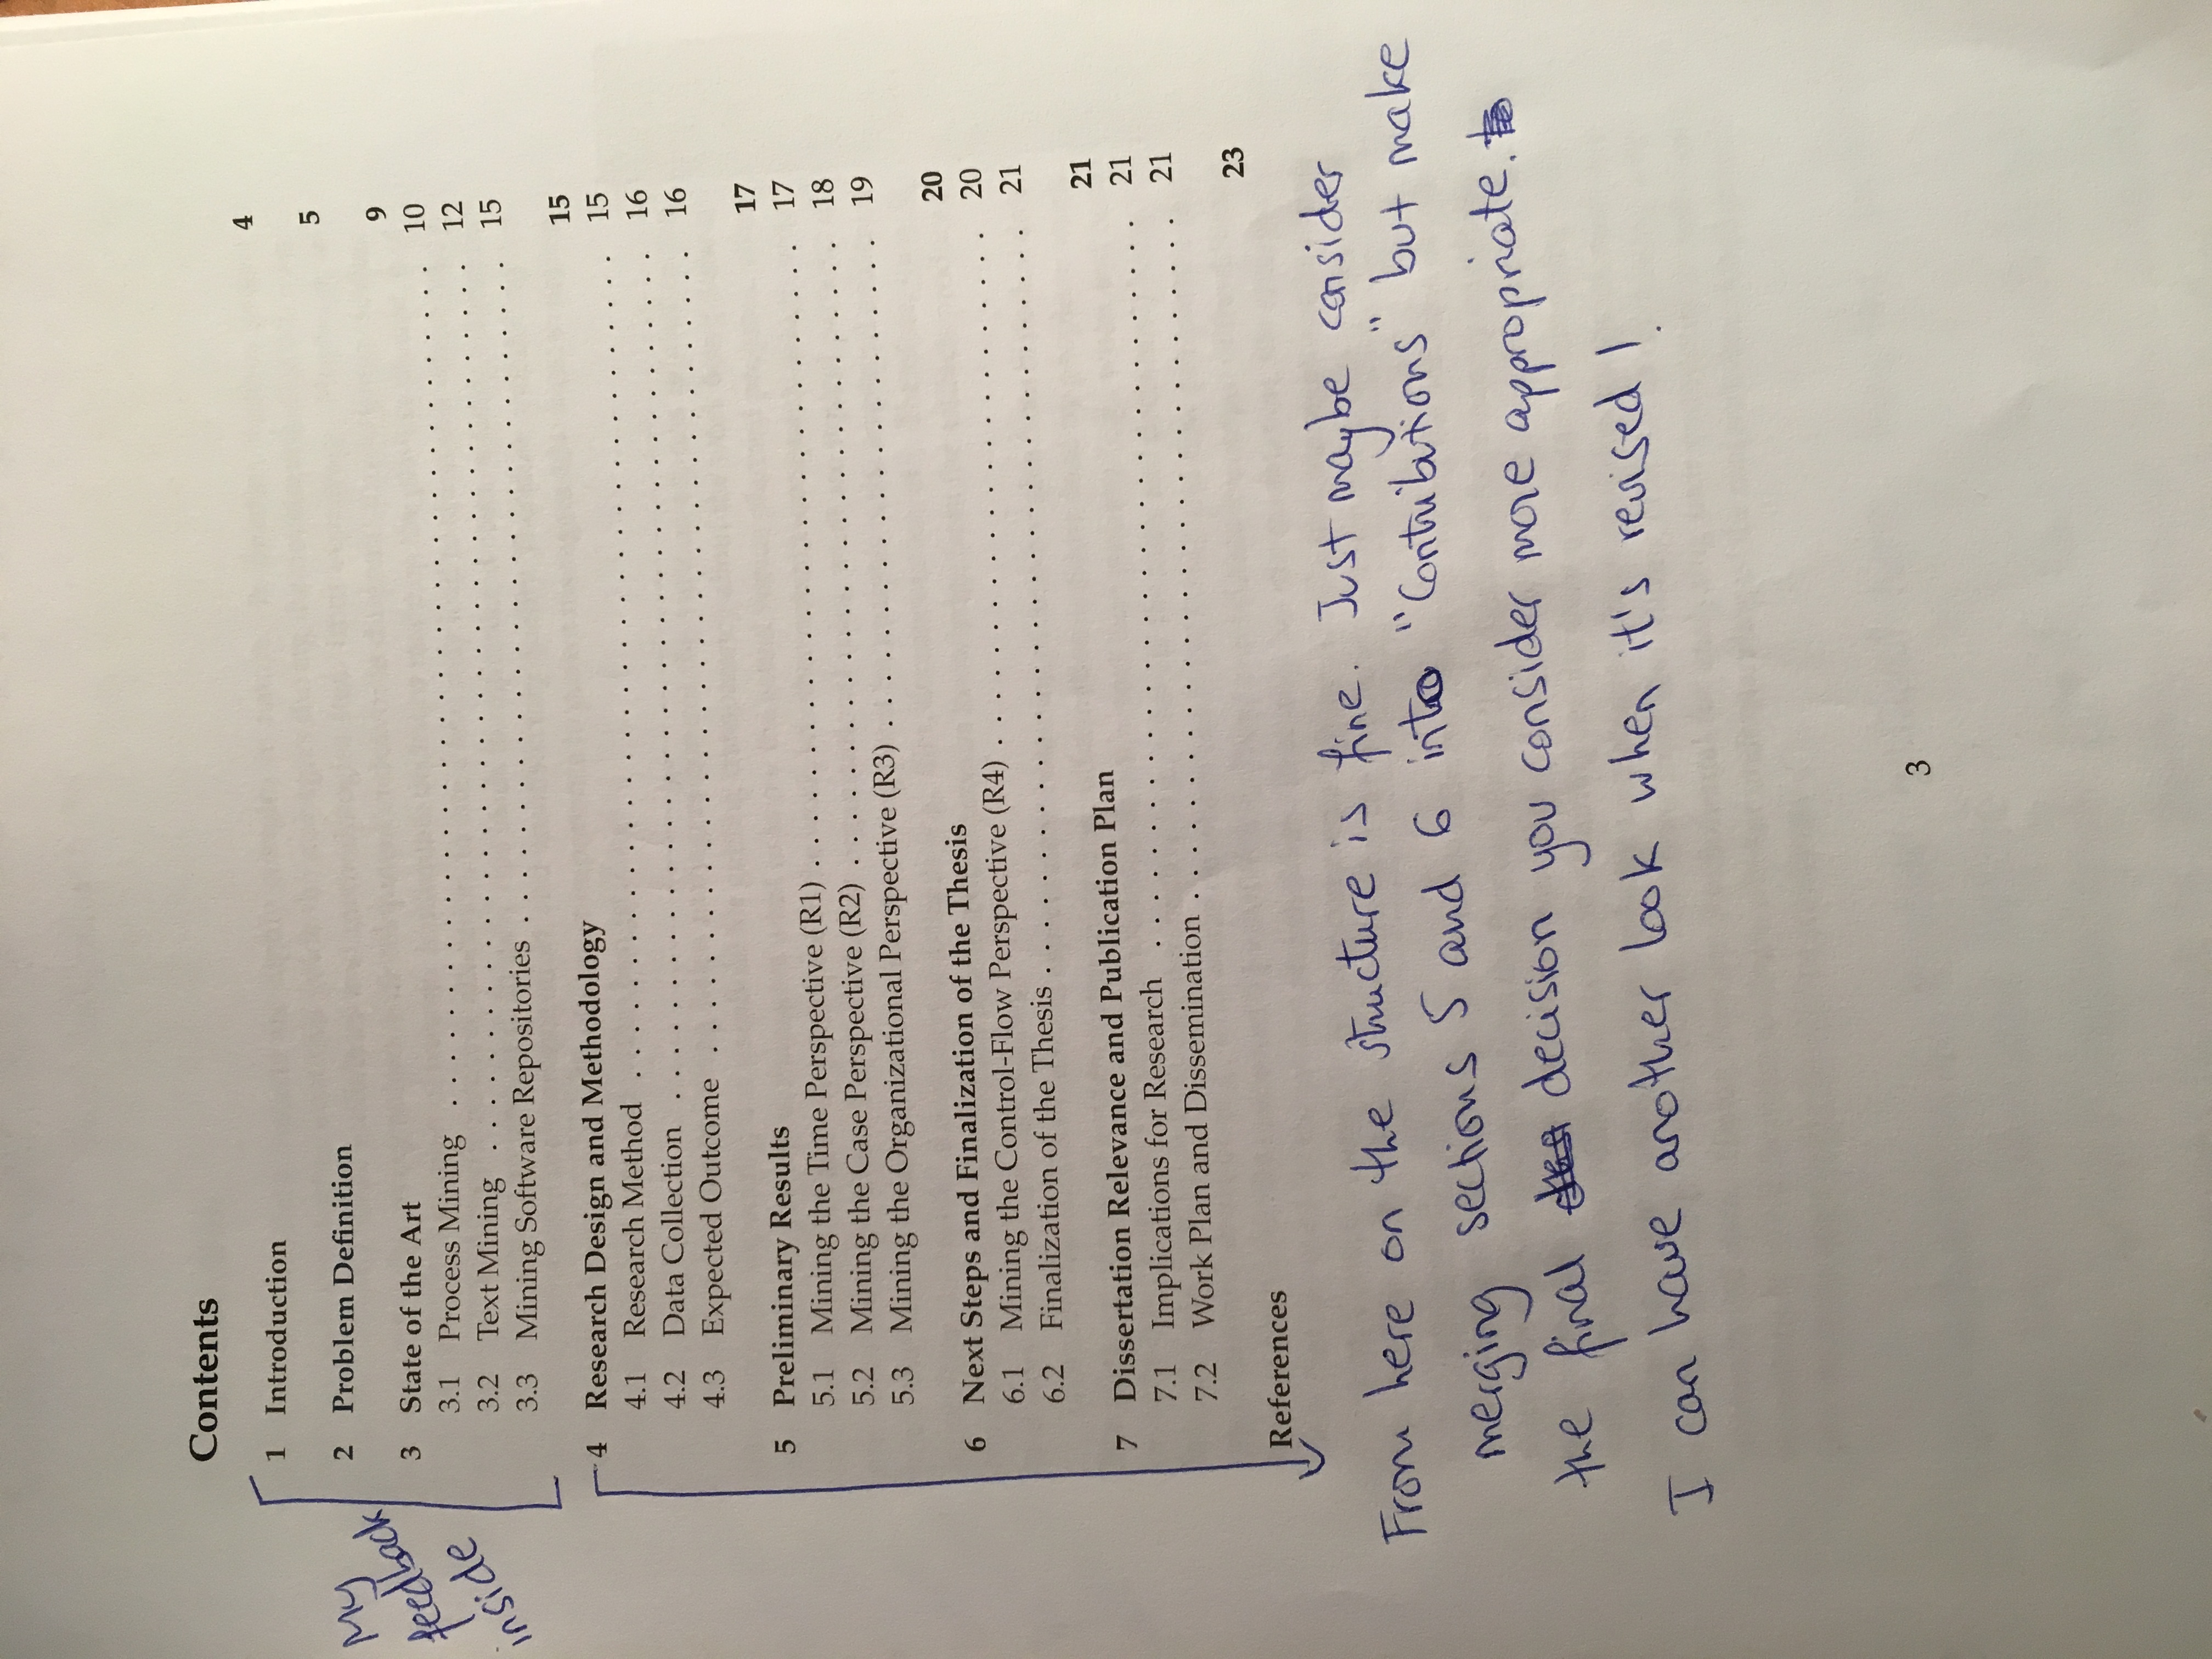 Contents
1 Introduction 4
2 Problem Definition 5
3 State of the Art 9
3.1 Process Mining . . . . . . . . . . . . . . . . . . . . 10
3.2 Text Mining . . . . . . . . . . . . . . . . . . . . 12
3.3 Mining Software Repositories . . . . . . . . . . . . . . . . . . . . 15
4 Research Design and Methodology 15
4.1 Research Method . . . . . . . . . . . . . . . . . . . . 15
4.2 Data Collection . . . . . . . . . . . . . . . . . . . . 16
4.3 Expected Outcome . . . . . . . . . . . . . . . . . . . . 16
5 Preliminary Results 17
5.1 Mining the Time Perspective (R1) . . . . . . . . . . . . . . . . . . . . 17
5.2 Mining the Case Perspective (R2) . . . . . . . . . . . . . . . . . . . . 18
5.3 Mining the Organizational Perspective (R3) . . . . . . . . . . . . . . . . . . . . 19
6 Next Steps and Finalization of the Thesis 20
6.1 Mining the Control-Flow Perspective (R4) . . . . . . . . . . . . . . . . . . . . 20
6.2 Finalization of the Thesis . . . . . . . . . . . . . . . . . . . . 21
7 Dissertation Relevance and Publication Plan 21
7.1 Implications for Research . . . . . . . . . . . . . . . . . . . . 21
7.2 Work Plan and Dissemination . . . . . . . . . . . . . . . . . . . . 21
References 23
My
feedback
inside
From here on the structure is fine. Just maybe consider
merging sections 5 and 6 into "Contributions" but make
the final decision you consider more appropriate.
I can have another look when it's revised!
3